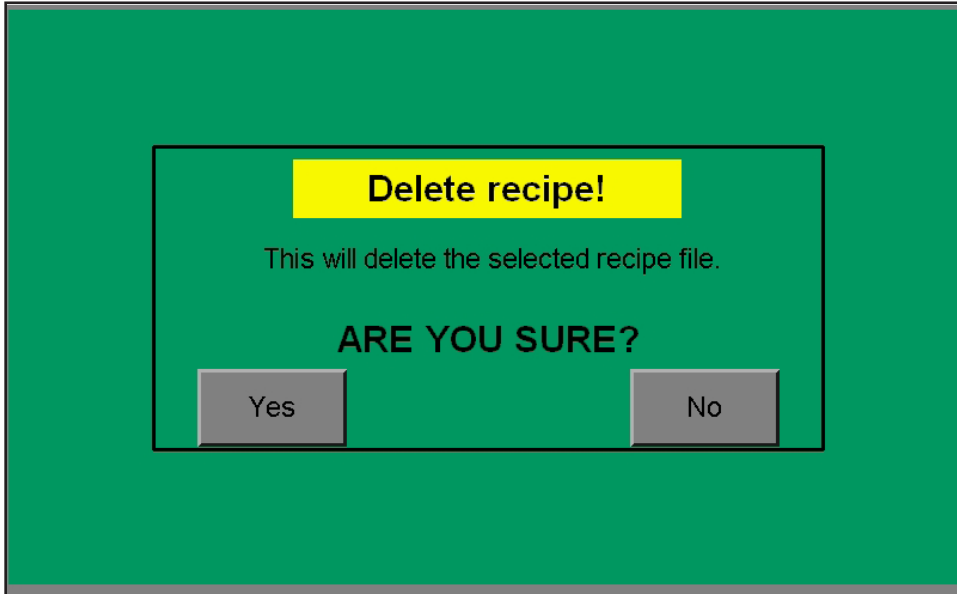 Delete recipe!
This will delete the selected recipe file.
ARE YOU SURE?
Yes No